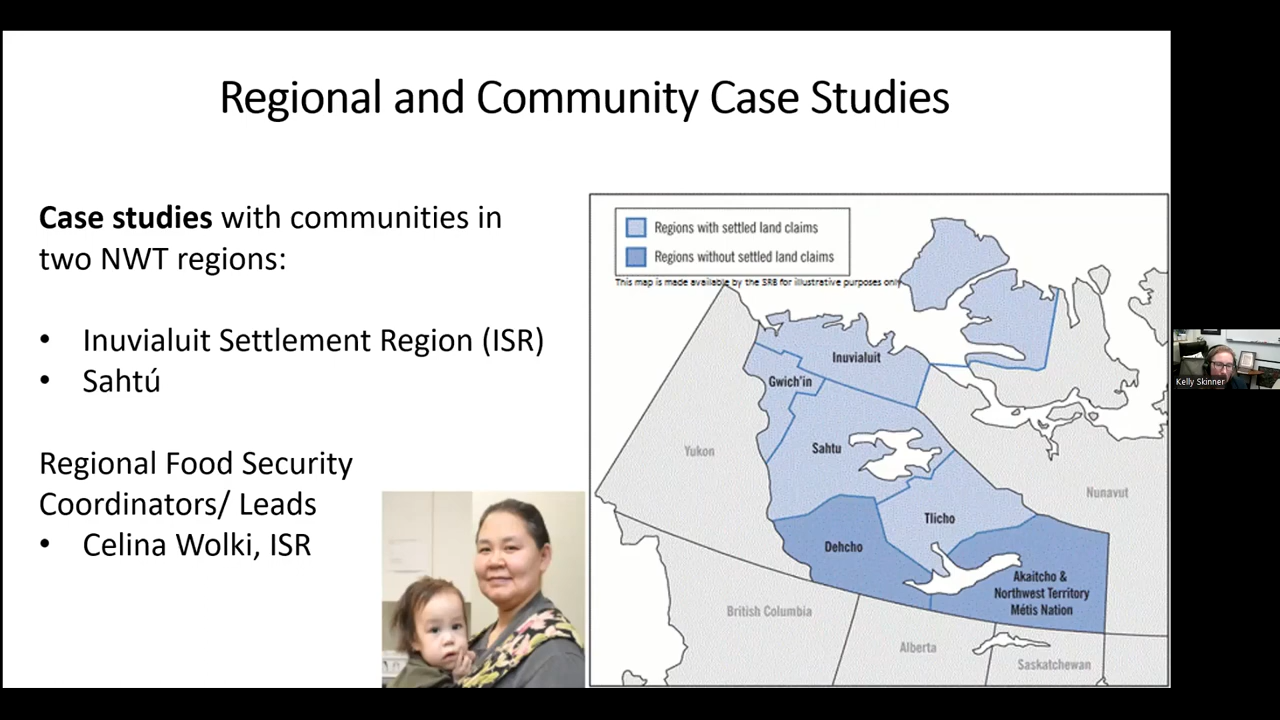 Regional and Community Case Studies
Case studies with communities in
two NWT regions:
• Inuvialuit Settlement Region (ISR)
• Sahtú
Regional Food Security
Coordinators/ Leads
• Celina Wolki, ISR
Regions with settled land claims
Regions without settled land claims
This map is made available by the SRB for illustrative purposes only
Inuvialuit
Gwich'in
Yukon
Sahtu
Nunavut
Tlicho
Dehcho
Akaitcho &
Northwest Territory
Métis Nation
British Columbia
Alberta
Saskatchewan
Kelly Skinner